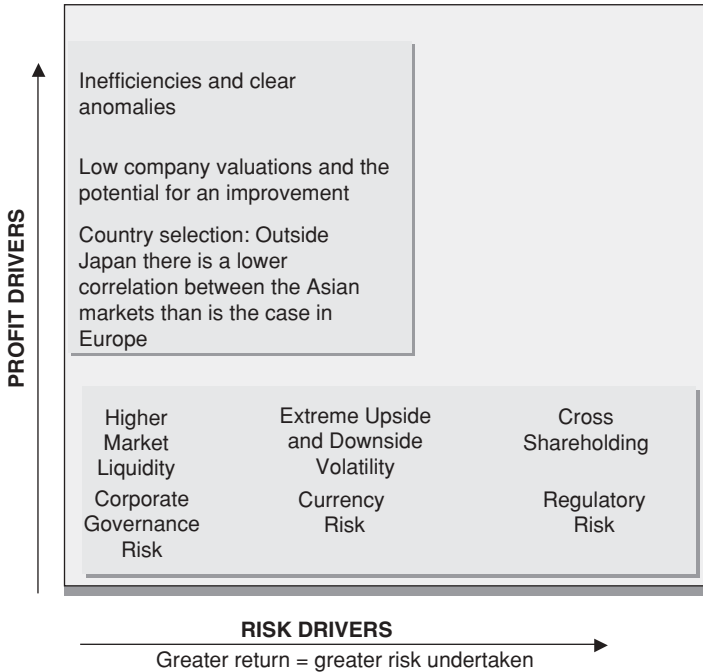 PROFIT DRIVERS
Inefficiencies and clear
anomalies
Low company valuations and the
potential for an improvement
Country selection: Outside
Japan there is a lower
correlation between the Asian
markets than is the case in
Europe
Higher
Market
Liquidity
Extreme Upside
and Downside
Volatility
Cross
Shareholding
Corporate
Governance
Risk
Currency
Risk
Regulatory
Risk
RISK DRIVERS
Greater return = greater risk undertaken